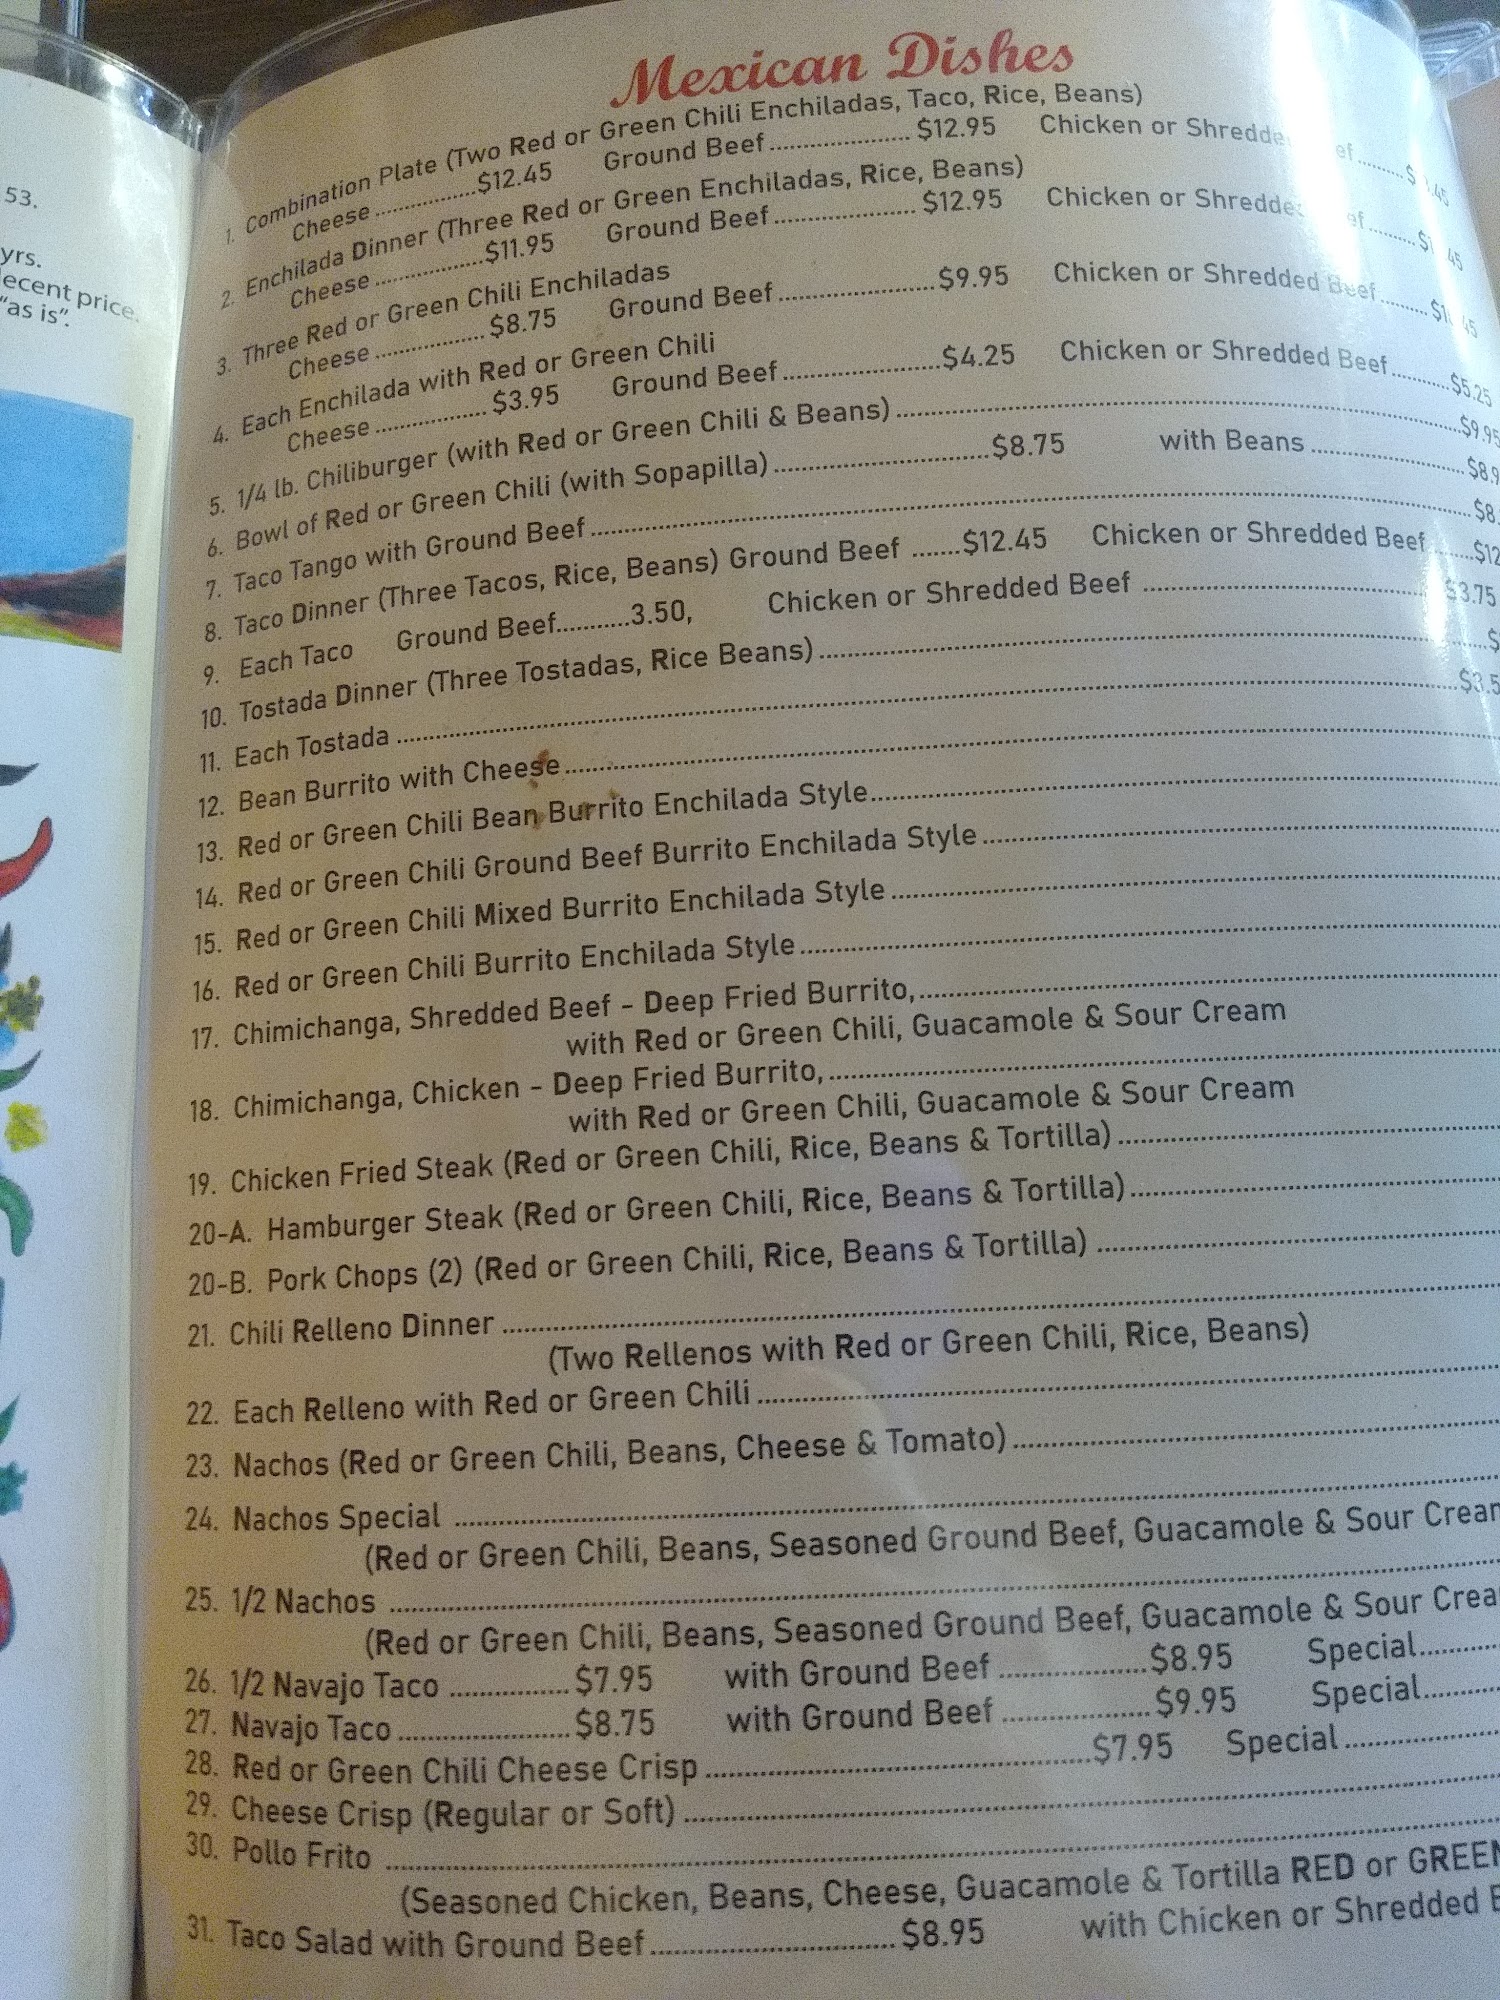 53.
yrs.
decent price.
"as is".
Mexican Dishes
1. Combination Plate (Two Red or Green Chili Enchiladas, Taco, Rice, Beans)
Cheese ................$12.45 Ground Beef...................... $12.95 Chicken or
2. Enchilada Dinner (Three Red or Green Enchiladas, Rice, Beans)
Cheese .................$11.95 Ground Beef...................... $12.95 Chicken or
3. Three Red or Green Chili Enchiladas
Cheese ................. $8.75 Ground Beef........................$9.95 Chicken or Shredded Beef
4. Each Enchilada with Red or Green Chili
Cheese ................. $3.95 Ground Beef........................$4.25 Chicken or Shredded Beef..........$5.25
5. 1/4 lb. Chiliburger (with Red or Green Chili & Beans) ..........$9.95
6. Bowl of Red or Green Chili (with Sopapilla)..........$8.75 with Beans ..........
7. Taco Tango with Ground Beef..........
8. Taco Dinner (Three Tacos, Rice, Beans) Ground Beef .......$12.45 Chicken or Shredded Beef
9. Each Taco Ground Beef...........3.50, Chicken or Shredded Beef ..........$3.75
10. Tostada Dinner (Three Tostadas, Rice Beans)..........
11. Each Tostada ..........
12. Bean Burrito with Cheese..........
13. Red or Green Chili Bean Burrito Enchilada Style..........
14. Red or Green Chili Ground Beef Burrito Enchilada Style ..........
15. Red or Green Chili Mixed Burrito Enchilada Style ..........
16. Red or Green Chili Burrito Enchilada Style..........
17. Chimichanga, Shredded Beef - Deep Fried Burrito,..........
with Red or Green Chili, Guacamole & Sour Cream
18. Chimichanga, Chicken - Deep Fried Burrito,..........
with Red or Green Chili, Guacamole & Sour Cream
19. Chicken Fried Steak (Red or Green Chili, Rice, Beans & Tortilla) ..........
20-A. Hamburger Steak (Red or Green Chili, Rice, Beans & Tortilla)..........
20-B. Pork Chops (2) (Red or Green Chili, Rice, Beans & Tortilla) ..........
21. Chili Relleno Dinner ..........
(Two Rellenos with Red or Green Chili, Rice, Beans)
22. Each Relleno with Red or Green Chili ..........
23. Nachos (Red or Green Chili, Beans, Cheese & Tomato)..........
24. Nachos Special ..........
(Red or Green Chili, Beans, Seasoned Ground Beef, Guacamole & Sour Cream
25. 1/2 Nachos ..........
(Red or Green Chili, Beans, Seasoned Ground Beef, Guacamole & Sour
26. 1/2 Navajo Taco ................$7.95 with Ground Beef ...................$8.95 Special..........
27. Navajo Taco.......................$8.75 with Ground Beef ...................$9.95 Special..........
28. Red or Green Chili Cheese Crisp ..........$7.95 Special ..........
29. Cheese Crisp (Regular or Soft) ..........
30. Pollo Frito ..........
(Seasoned Chicken, Beans, Cheese, Guacamole & Tortilla RED or GREEN
31. Taco Salad with Ground Beef..........$8.95 with Chicken or Shredded